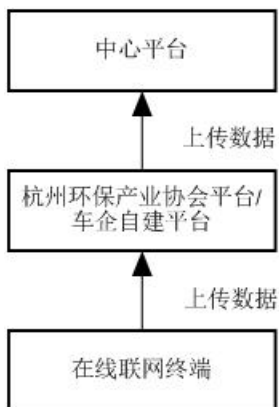 中心平台
上传数据
杭州环保产业协会平台/
车企自建平台
上传数据
在线联网终端